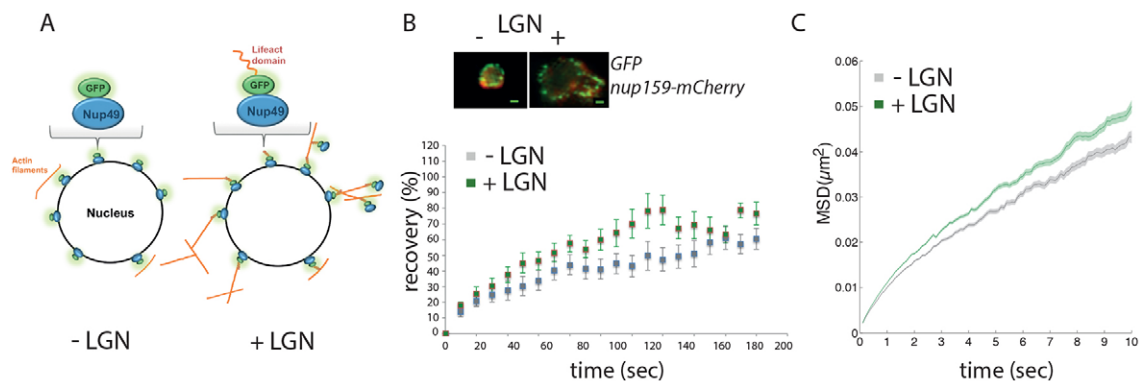 A
Lifeact
domain
GFP
GFP
Nup49
Nup49
Actin
filaments
Nucleus
- LGN
+ LGN
B
LGN
- +
GFP
nup159-mCherry
120
110
100
90
80
70
60
50
40
30
20
10
0
recovery (%)
- LGN
+ LGN
0 20 40 60 80 100 120 140 160 180 200
time (sec)
C
0.06
0.05
0.04
0.03
0.02
0.01
0
MSD(μm²)
- LGN
+ LGN
0 1 2 3 4 5 6 7 8 9 10
time (sec)